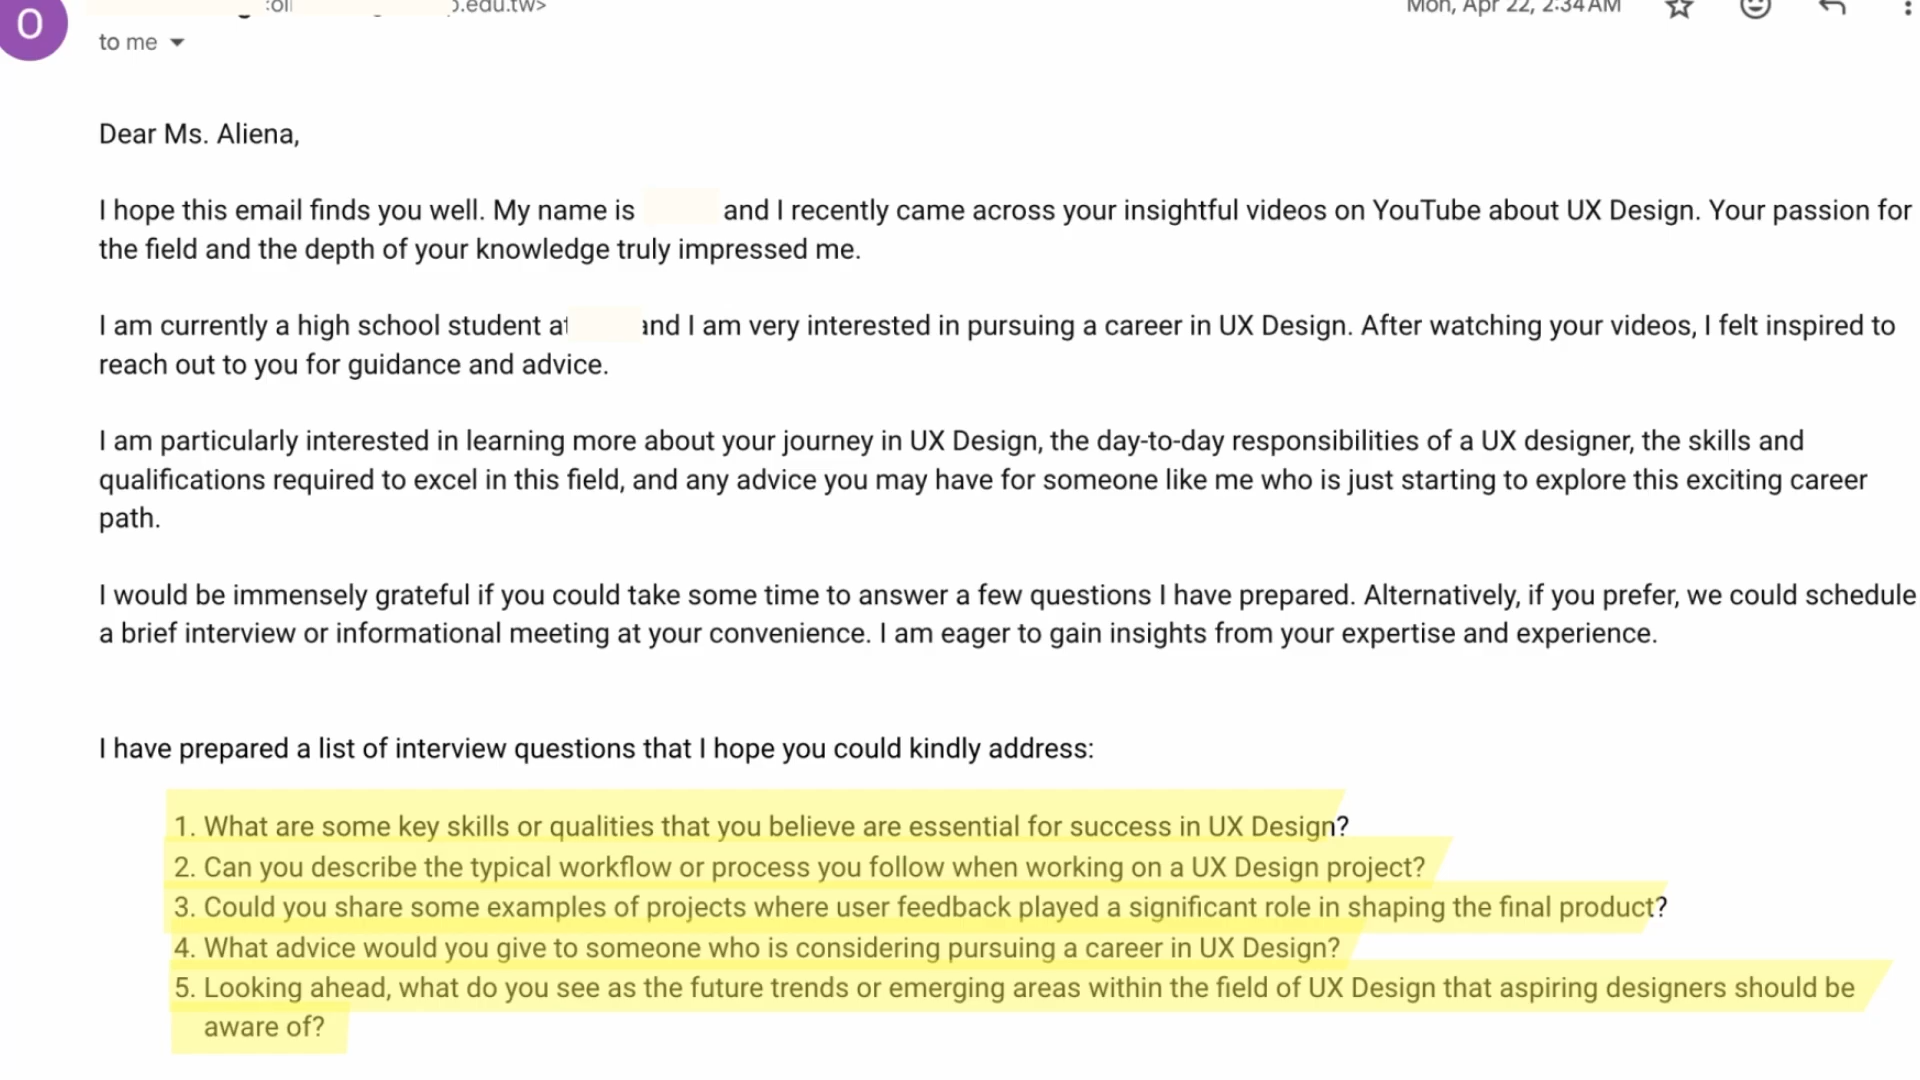 O
.edu.tw>
Mon, Apr 22, 2:34 AM
to me
Dear Ms. Aliena,
I hope this email finds you well. My name is and I recently came across your insightful videos on YouTube about UX Design. Your passion for
the field and the depth of your knowledge truly impressed me.
I am currently a high school student at and I am very interested in pursuing a career in UX Design. After watching your videos, I felt inspired to
reach out to you for guidance and advice.
I am particularly interested in learning more about your journey in UX Design, the day-to-day responsibilities of a UX designer, the skills and
qualifications required to excel in this field, and any advice you may have for someone like me who is just starting to explore this exciting career
path.
I would be immensely grateful if you could take some time to answer a few questions I have prepared. Alternatively, if you prefer, we could schedule
a brief interview or informational meeting at your convenience. I am eager to gain insights from your expertise and experience.
I have prepared a list of interview questions that I hope you could kindly address:
1. What are some key skills or qualities that you believe are essential for success in UX Design?
2. Can you describe the typical workflow or process you follow when working on a UX Design project?
3. Could you share some examples of projects where user feedback played a significant role in shaping the final product?
4. What advice would you give to someone who is considering pursuing a career in UX Design?
5. Looking ahead, what do you see as the future trends or emerging areas within the field of UX Design that aspiring designers should be
aware of?